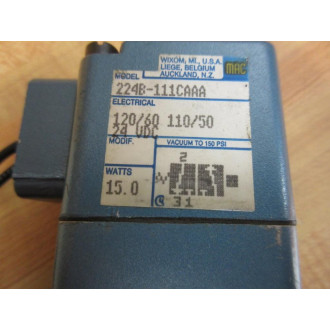 WIXOM, MI., U.S.A.
LIEGE, BELGIUM
AUCKLAND, N.Z.
MAC
MODEL
224B-111CAAA
ELECTRICAL
120/60 110/50
24 VDC
MODIF.
VACUUM TO 150 PSI
2
WATTS
15.0
31